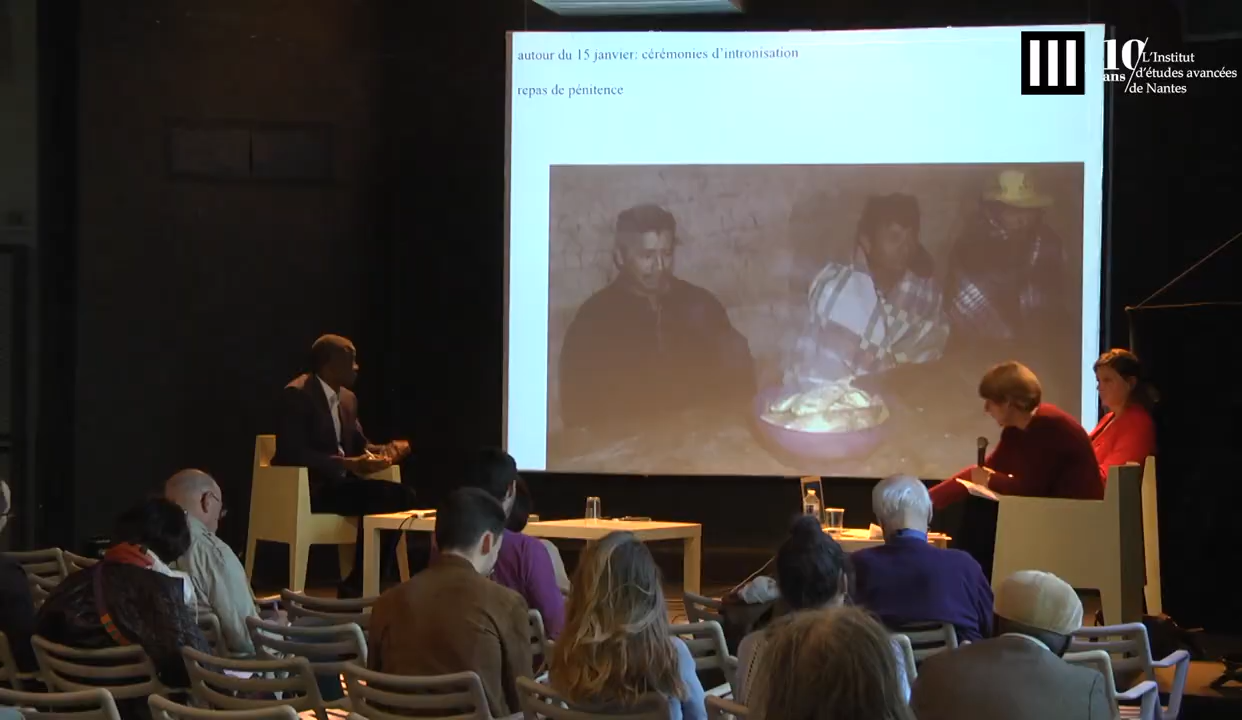 autour du 15 janvier: cérémonies d'intronisation
repas de pénitence
10 ans
L'Institut
d'études avancées
de Nantes